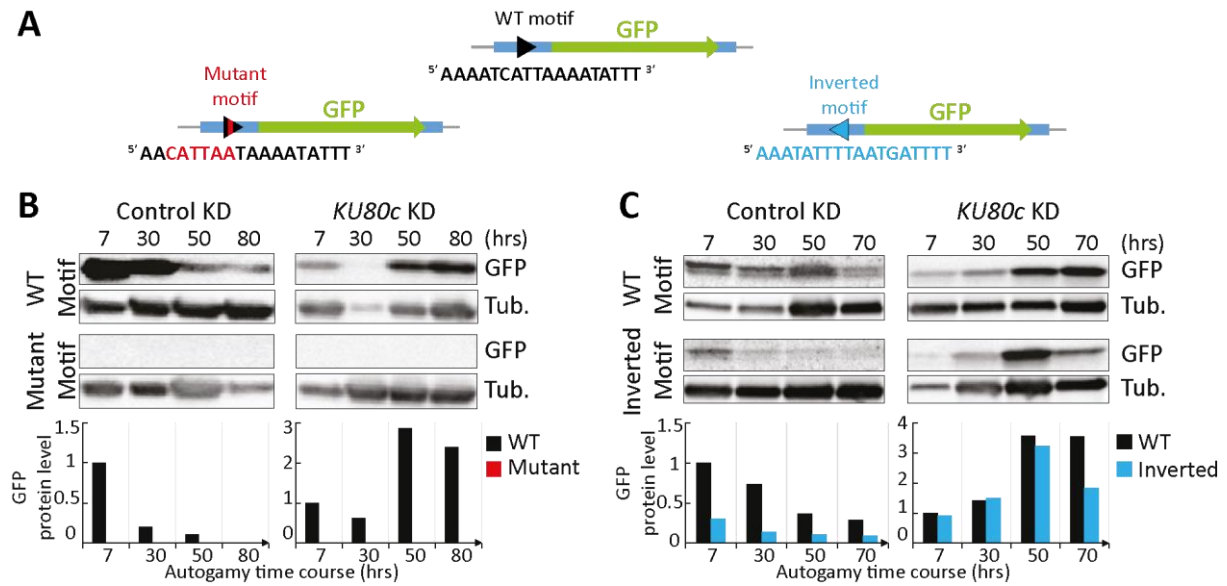 A
WT motif
GFP
5' AAAATCATTAAAATATTT 3'
Mutant
motif
GFP
5' AACATTAATAAAATATTT 3'
Inverted
motif
GFP
5' AAATATTTTAATGATTTT 3'
B
Control KD
KU80c KD
7 30 50 80
7 30 50 80 (hrs)
WT
Motif
GFP
Tub.
Mutant
Motif
GFP
Tub.
GFP
protein level
1.5
1
0.5
0
7 30 50 80
3
2
1
0
7 30 50 80
WT
Mutant
Autogamy time course (hrs)
C
Control KD
KU80c KD
7 30 50 70
7 30 50 70 (hrs)
WT
Motif
GFP
Tub.
Inverted
Motif
GFP
Tub.
GFP
protein level
1.5
1
0.5
0
7 30 50 70
4
3
2
1
0
7 30 50 70
WT
Inverted
Autogamy time course (hrs)